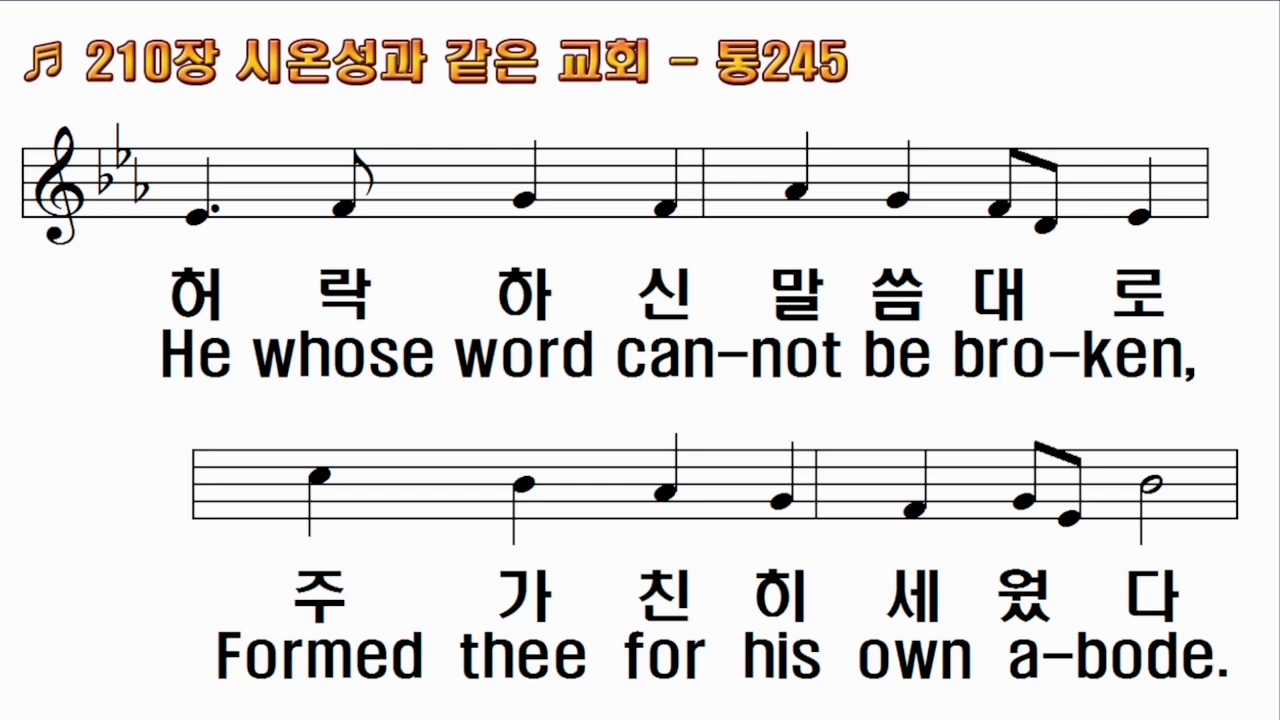 ♬ 210장 시온성과 같은 교회 - 통245
허 락 하 신 말 씀 대 로
He whose word can-not be bro-ken,
주 가 친 히 세 웠 다
Formed thee for his own a-bode.